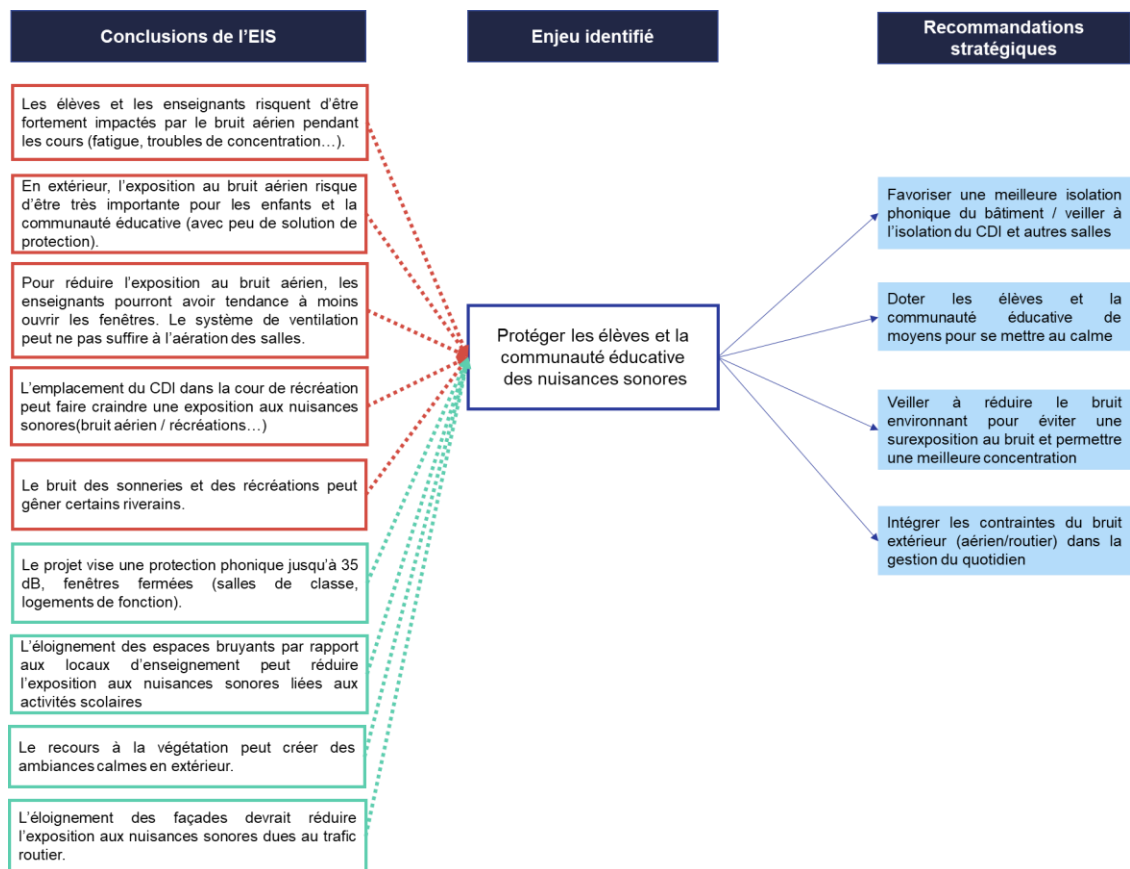 Conclusions de l'EIS
Enjeu identifié
Recommandations
stratégiques
Les élèves et les enseignants risquent d'être
fortement impactés par le bruit aérien pendant
les cours (fatigue, troubles de concentration…).
En extérieur, l'exposition au bruit aérien risque
d'être très importante pour les enfants et la
communauté éducative (avec peu de solution de
protection).
Pour réduire l'exposition au bruit aérien, les
enseignants pourront avoir tendance à moins
ouvrir les fenêtres. Le système de ventilation
peut ne pas suffire à l'aération des salles.
L'emplacement du CDI dans la cour de récréation
peut faire craindre une exposition aux nuisances
sonores(bruit aérien / récréations…)
Le bruit des sonneries et des récréations peut
gêner certains riverains.
Le projet vise une protection phonique jusqu'à 35
dB, fenêtres fermées (salles de classe,
logements de fonction).
L'éloignement des espaces bruyants par rapport
aux locaux d'enseignement peut réduire
l'exposition aux nuisances sonores liées aux
activités scolaires
Le recours à la végétation peut créer des
ambiances calmes en extérieur.
L'éloignement des façades devrait réduire
l'exposition aux nuisances sonores dues au trafic
routier.
Protéger les élèves et la
communauté éducative
des nuisances sonores
Favoriser une meilleure isolation
phonique du bâtiment / veiller à
l'isolation du CDI et autres salles
Doter les élèves et la
communauté éducative de
moyens pour se mettre au calme
Veiller à réduire le bruit
environnant pour éviter une
surexposition au bruit et permettre
une meilleure concentration
Intégrer les contraintes du bruit
extérieur (aérien/routier) dans la
gestion du quotidien